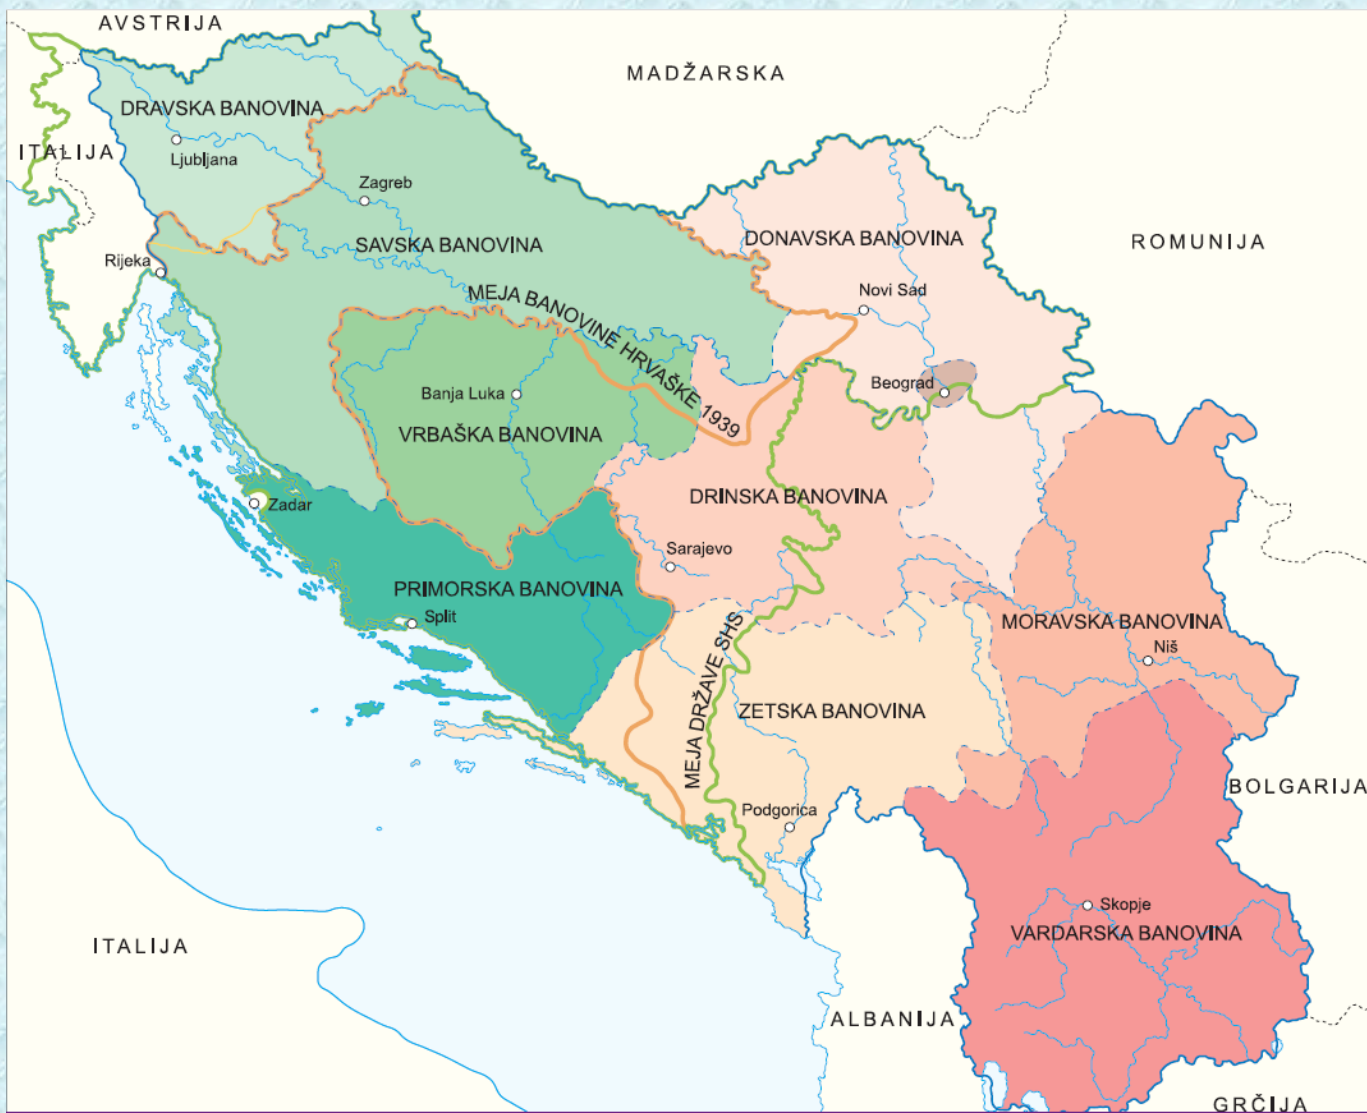 AVSTRIJA
MADŽARSKA
DRAVSKA BANOVINA
ITALIJA
Ljubljana
Zagreb
SAVSKA BANOVINA
DONAVSKA BANOVINA
ROMUNIJA
Rijeka
MEJA BANOVINE HRVAŠKE 1939
Novi Sad
Beograd
Banja Luka
VRBAŠKA BANOVINA
DRINSKA BANOVINA
Zadar
Sarajevo
PRIMORSKA BANOVINA
Split
MORAVSKA BANOVINA
Niš
MEJA DRŽAVE SHS
ZETSKA BANOVINA
BOLGARIJA
Podgorica
Skopje
VARDARSKA BANOVINA
ITALIJA
ALBANIJA
GRČIJA